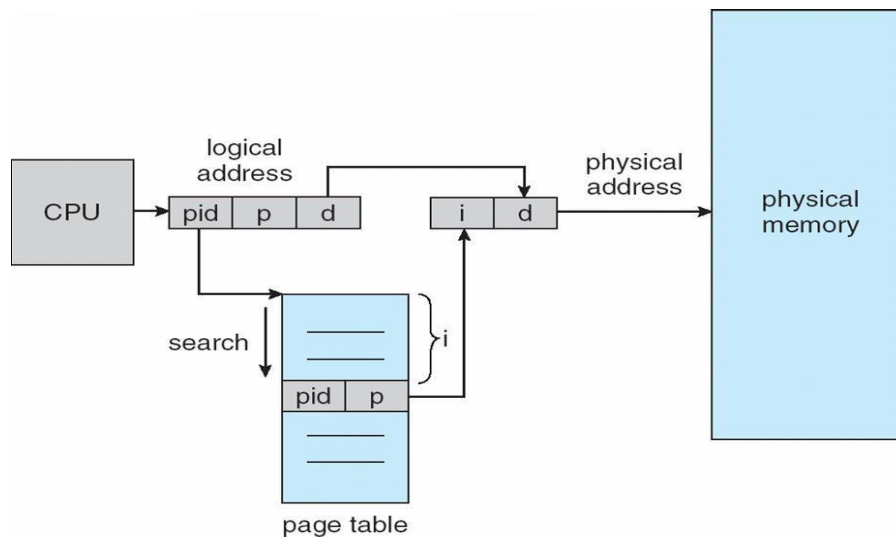 logical
address
physical
address
CPU
pid p d
i d
physical
memory
search
i
pid p
page table